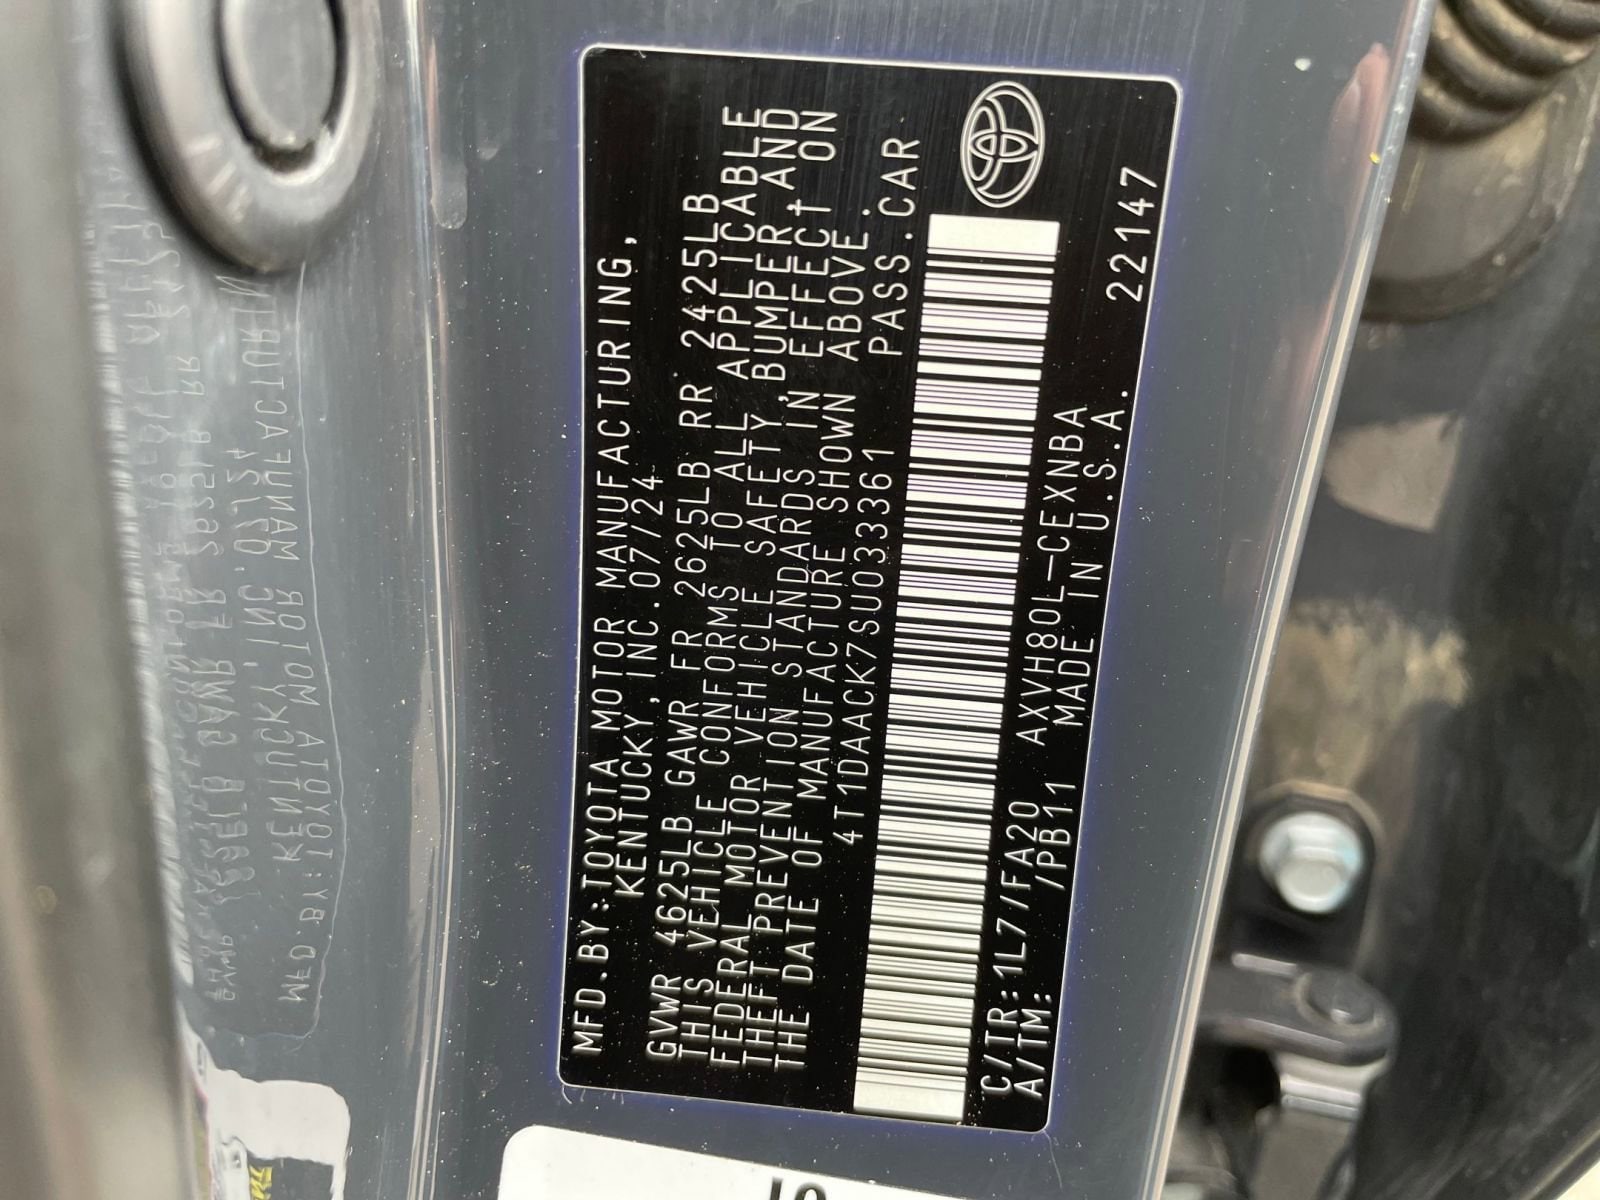 MFD.BY:TOYOTA MOTOR MANUFACTURING,
KENTUCKY,INC.07/24
GVWR 4625LB GAWR FR 2625LB RR 2425LB
THIS VEHICLE CONFORMS TO ALL APPLICABLE
FEDERAL MOTOR VEHICLE SAFETY,BUMPER,AND
THEFT PREVENTION STANDARDS IN EFFECT ON
THE DATE OF MANUFACTURE SHOWN ABOVE.
4T1DAACK7SU033361 PASS.CAR
C/TR:1L7/FA20 AXVH80L-CEXNBA 22147
A/TM: /PB11 MADE IN U.S.A.